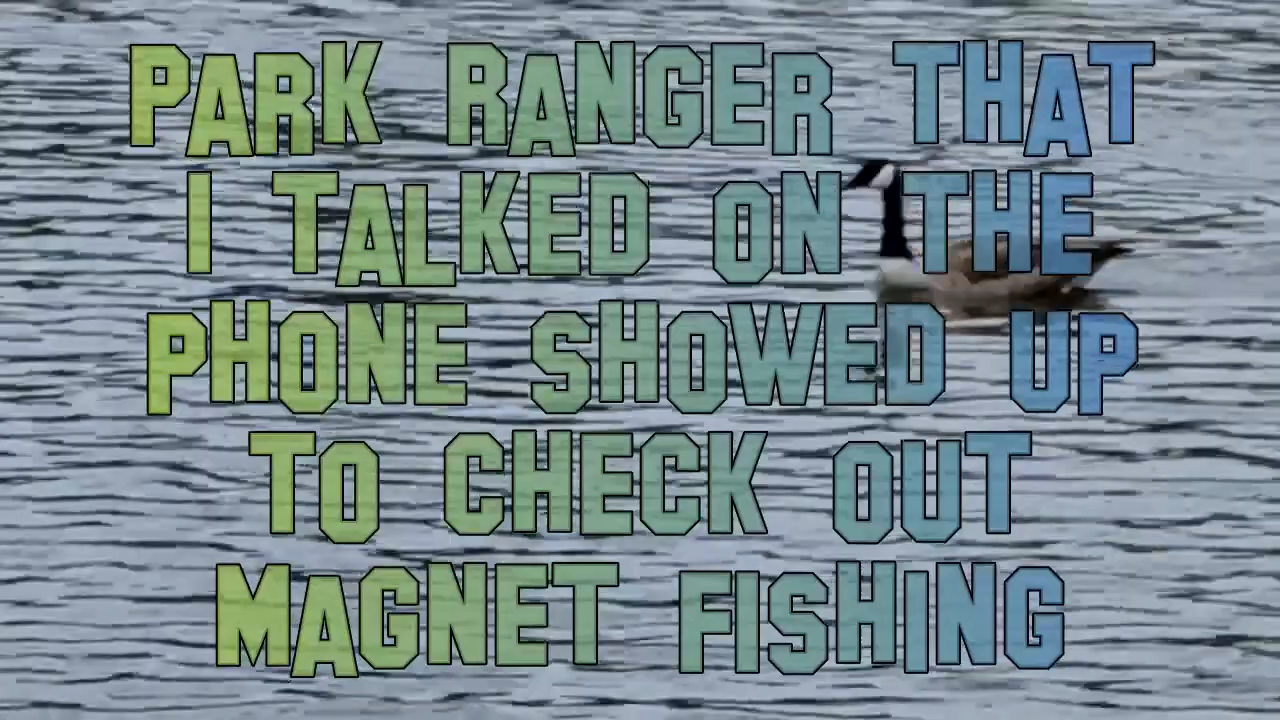 PARK RANGER THAT
I TALKED ON THE
PHONE SHOWED UP
TO CHECK OUT
MAGNET FISHING